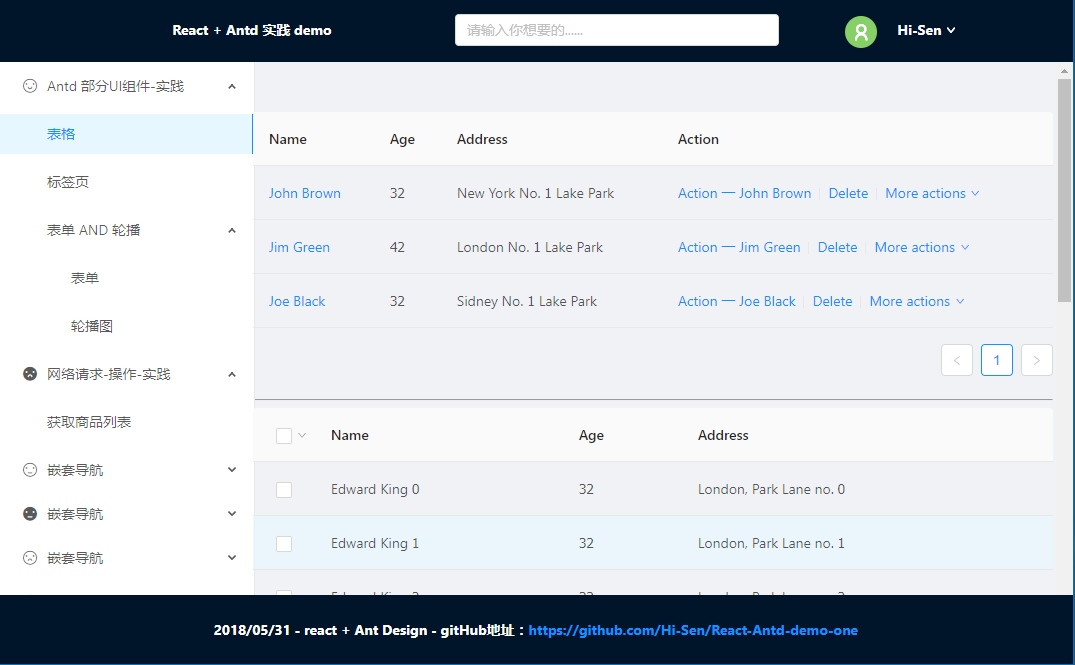 React + Antd 实践 demo
请输入你想要的......
Hi-Sen
Antd 部分UI组件-实践
表格
标签页
表单 AND 轮播
表单
轮播图
网络请求-操作-实践
获取商品列表
嵌套导航
嵌套导航
嵌套导航
Name Age Address Action
John Brown 32 New York No. 1 Lake Park Action 一 John Brown Delete More actions
Jim Green 42 London No. 1 Lake Park Action 一 Jim Green Delete More actions
Joe Black 32 Sidney No. 1 Lake Park Action 一 Joe Black Delete More actions
< 1 >
Name Age Address
Edward King 0 32 London, Park Lane no. 0
Edward King 1 32 London, Park Lane no. 1
2018/05/31 - react + Ant Design - gitHub地址：https://github.com/Hi-Sen/React-Antd-demo-one